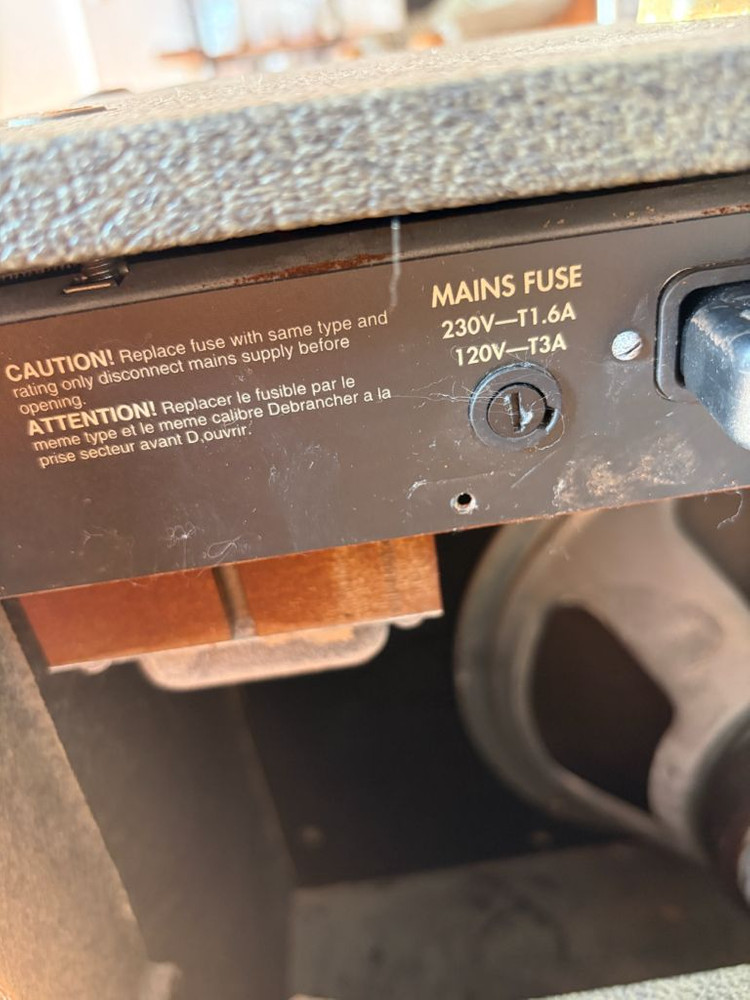 CAUTION! Replace fuse with same type and
rating only disconnect mains supply before
opening.
ATTENTION! Replacer le fusible par le
meme type et le meme calibre Debrancher a la
prise secteur avant D,ouvrir.
MAINS FUSE
230V—T1.6A
120V—T3A